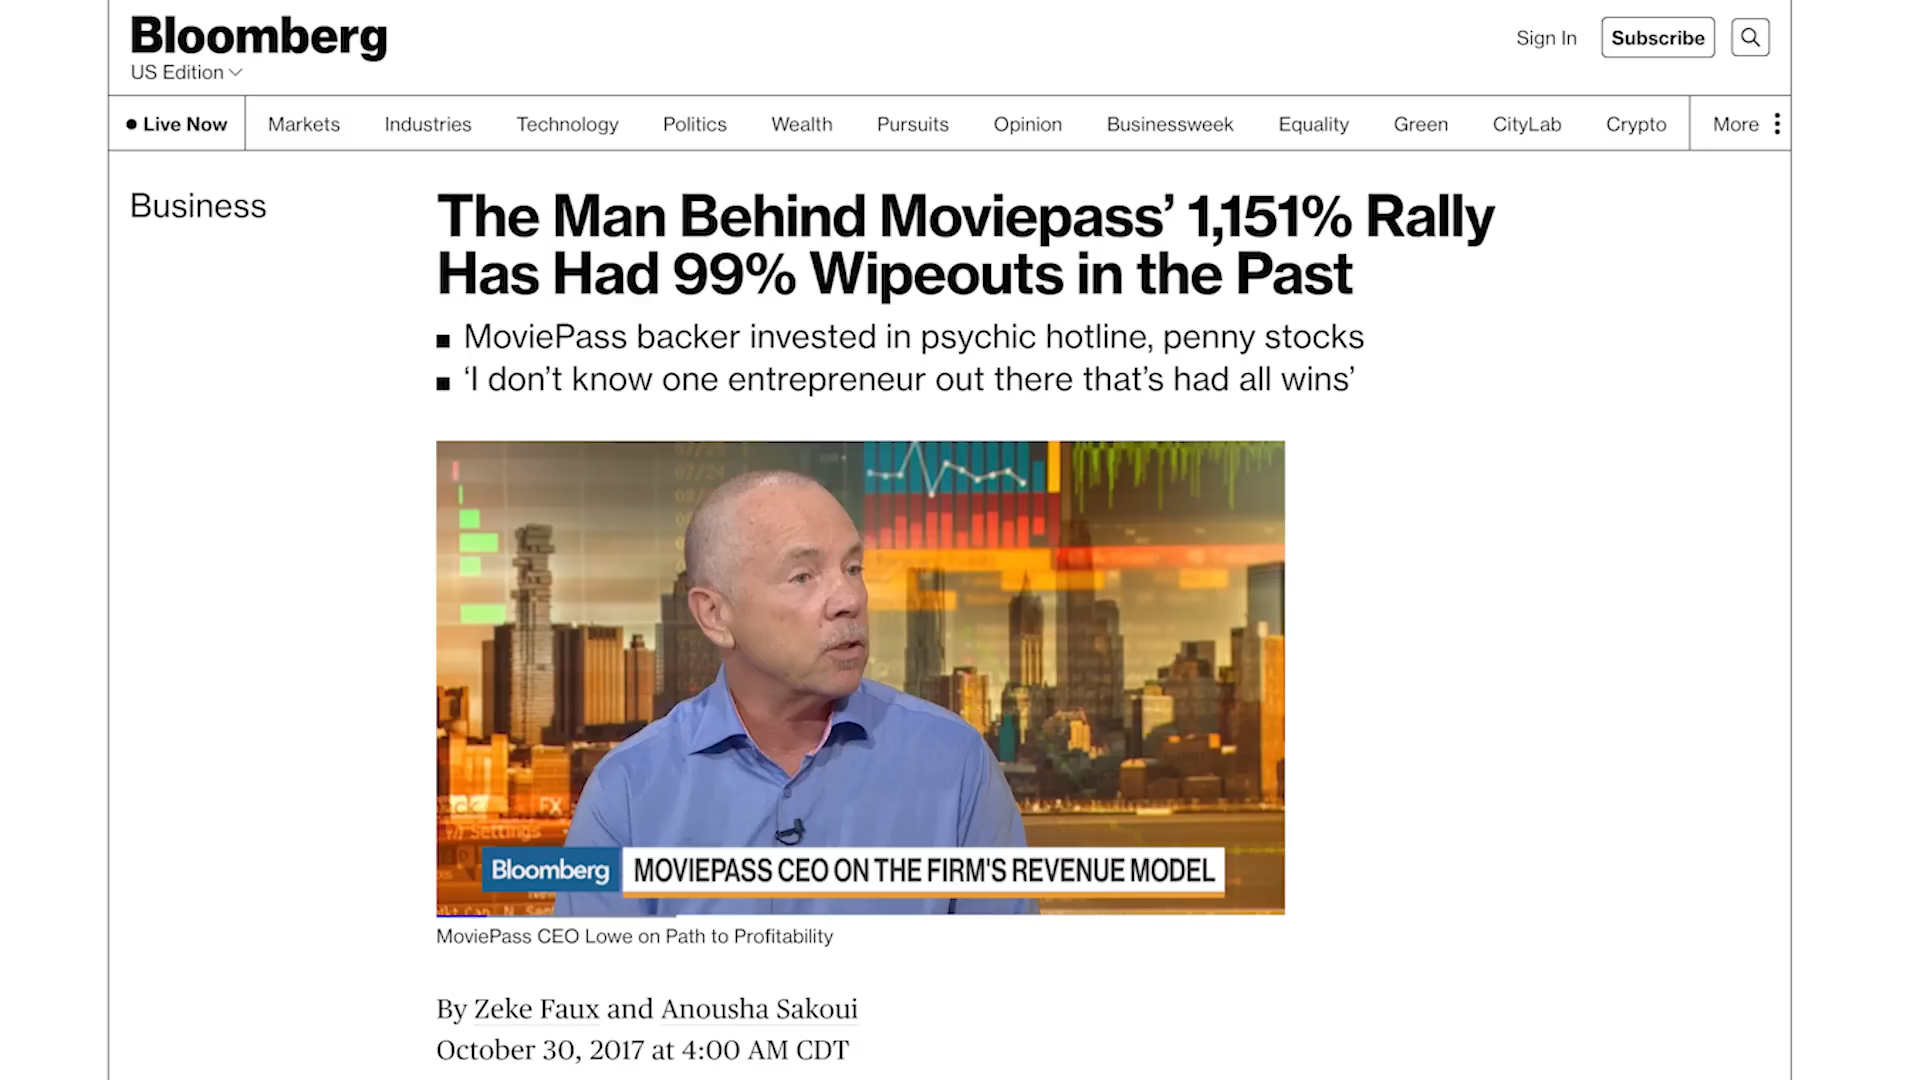 Bloomberg
US Edition
Sign In
Subscribe
Live Now
Markets
Industries
Technology
Politics
Wealth
Pursuits
Opinion
Businessweek
Equality
Green
CityLab
Crypto
More
Business
The Man Behind Moviepass’ 1,151% Rally
Has Had 99% Wipeouts in the Past
MoviePass backer invested in psychic hotline, penny stocks
‘I don’t know one entrepreneur out there that’s had all wins’
07/24
FX
Settings
Bloomberg
MOVIEPASS CEO ON THE FIRM'S REVENUE MODEL
MoviePass CEO Lowe on Path to Profitability
By Zeke Faux and Anousha Sakoui
October 30, 2017 at 4:00 AM CDT